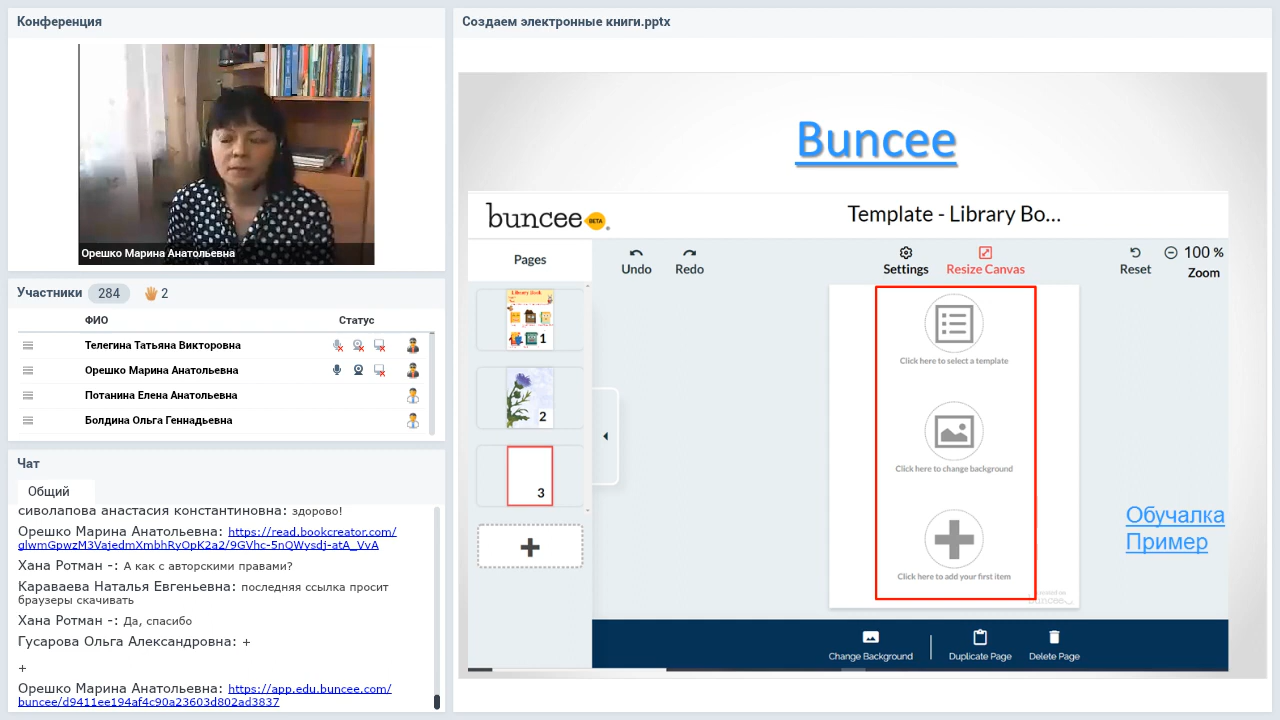 Конференция
Орешко Марина Анатольевна
Участники 284 2
ФИО Статус
Телегина Татьяна Викторовна
Орешко Марина Анатольевна
Потанина Елена Анатольевна
Болдина Ольга Геннадьевна
Чат
Общий
сиволапова анастасия константиновна: здорово!
Орешко Марина Анатольевна: https://read.bookcreator.com/
glwmGpwzM3VajedmXmbhRyOpK2a2/9GVhc-5nQWysdj-atA_VvA
Хана Ротман -: А как с авторскими правами?
Караваева Наталья Евгеньевна: последняя ссылка просит
браузеры скачивать
Хана Ротман -: Да, спасибо
Гусарова Ольга Александровна: +
+
Орешко Марина Анатольевна: https://app.edu.buncee.com/
buncee/d9411ee194af4c90a23603d802ad3837
Создаем электронные книги.pptx
Buncee
buncee BETA
Template - Library Bo...
Pages
Undo Redo
Settings Resize Canvas
Reset 100 %
Zoom
Library Book
1
2
3
Click here to select a template
Click here to change background
Click here to add your first item
buncee
Обучалка
Пример
Change Background Duplicate Page Delete Page